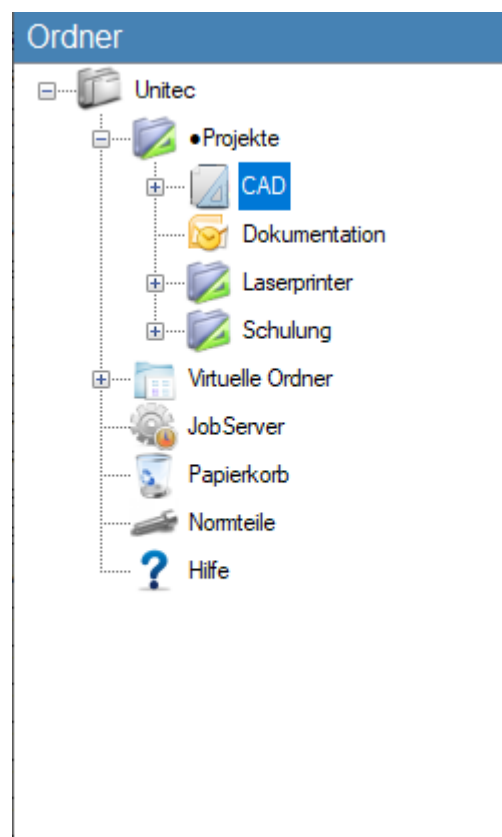 Ordner
Unitec
●Projekte
CAD
Dokumentation
Laserprinter
Schulung
Virtuelle Ordner
JobServer
Papierkorb
Normteile
Hilfe